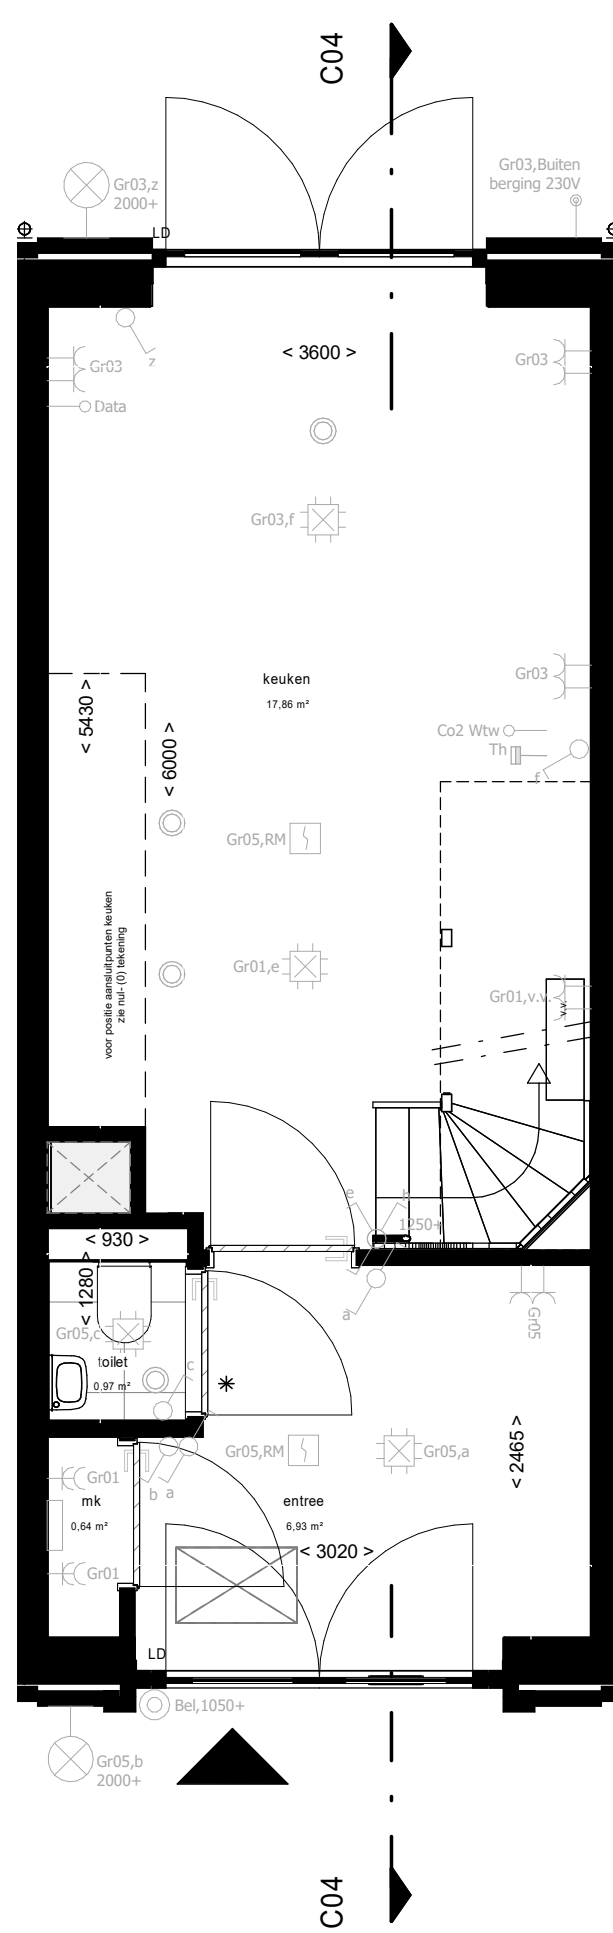 C04
Gr03,z
2000+
Gr03,Buiten
berging 230V
LD
Gr03
z
< 3600 >
Gr03
Data
Gr03,f
keuken
17,86 m²
Gr03
< 5430 >
< 6000 >
Co2 Wtw
Th
f
Gr05,RM
voor positie aansluitpunten keuken
zie nul- (0) tekening
Gr01,e
Gr01,v.v.
v.v.
e
b
1250+
a
< 930 >
< 1280 >
Gr05,c
toilet
0,97 m²
c
Gr05
Gr05,RM
Gr05,a
< 2465 >
Gr01
b
a
mk
0,64 m²
entree
6,93 m²
Gr01
< 3020 >
LD
Bel,1050+
Gr05,b
2000+
C04